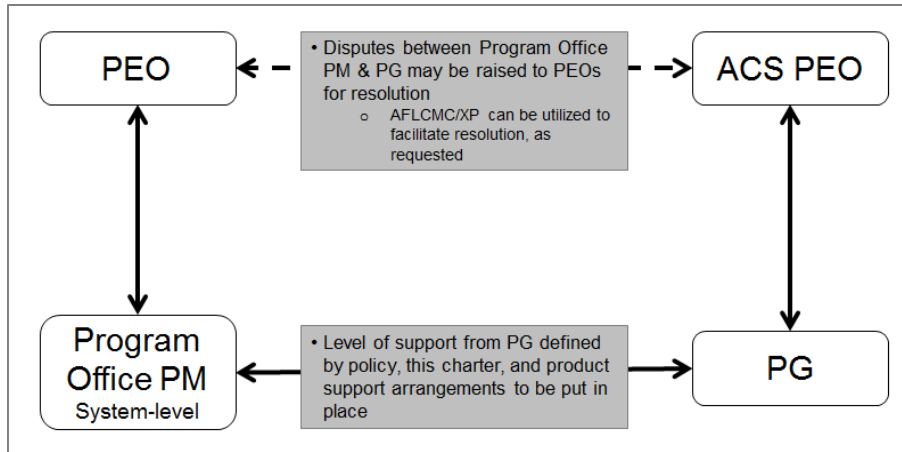 PEO
• Disputes between Program Office
PM & PG may be raised to PEOs
for resolution
o AFLCMC/XP can be utilized to
facilitate resolution, as
requested
ACS PEO
Program
Office PM
System-level
• Level of support from PG defined
by policy, this charter, and product
support arrangements to be put in
place
PG